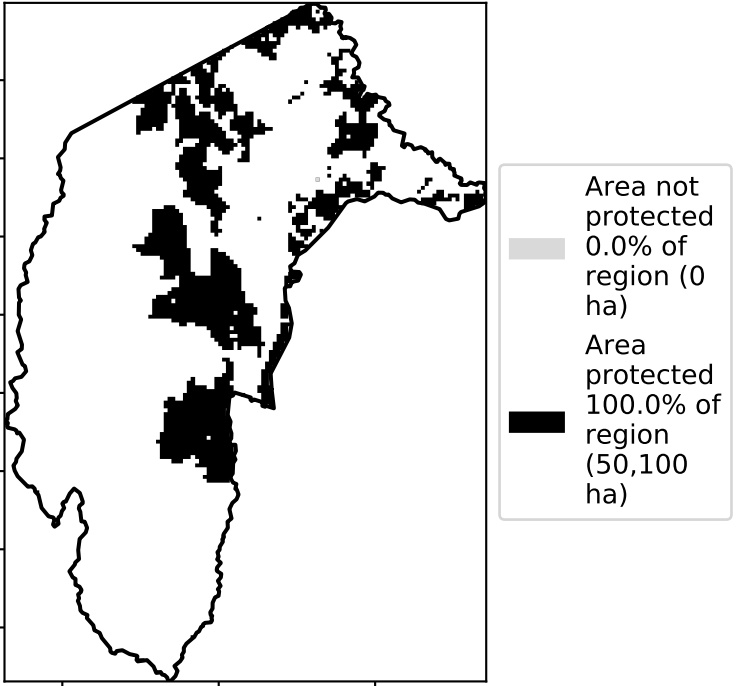 Area not
protected
0.0% of
region (0
ha)
Area
protected
100.0% of
region
(50,100
ha)